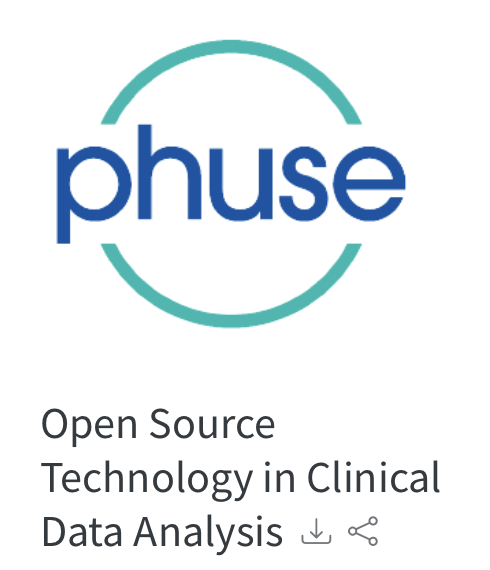 phuse
Open Source
Technology in Clinical
Data Analysis